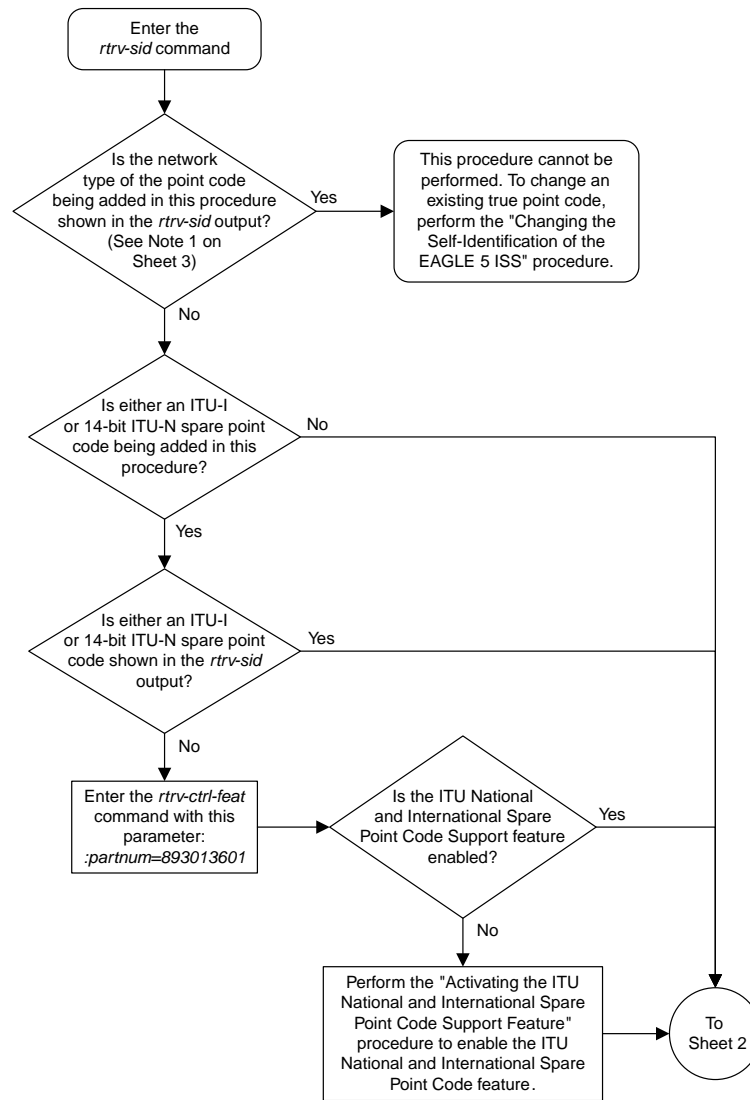 Enter the
rtrv-sid command
Is the network
type of the point code
being added in this procedure
shown in the rtrv-sid output?
(See Note 1 on
Sheet 3)
Yes
This procedure cannot be
performed. To change an
existing true point code,
perform the "Changing the
Self-Identification of the
EAGLE 5 ISS" procedure.
No
Is either an ITU-I
or 14-bit ITU-N spare point
code being added in this
procedure?
No
Yes
Is either an ITU-I
or 14-bit ITU-N spare point
code shown in the rtrv-sid
output?
Yes
No
Enter the rtrv-ctrl-feat
command with this
parameter:
:partnum=893013601
Is the ITU National
and International Spare
Point Code Support feature
enabled?
Yes
No
Perform the "Activating the ITU
National and International Spare
Point Code Support Feature"
procedure to enable the ITU
National and International Spare
Point Code feature.
To
Sheet 2